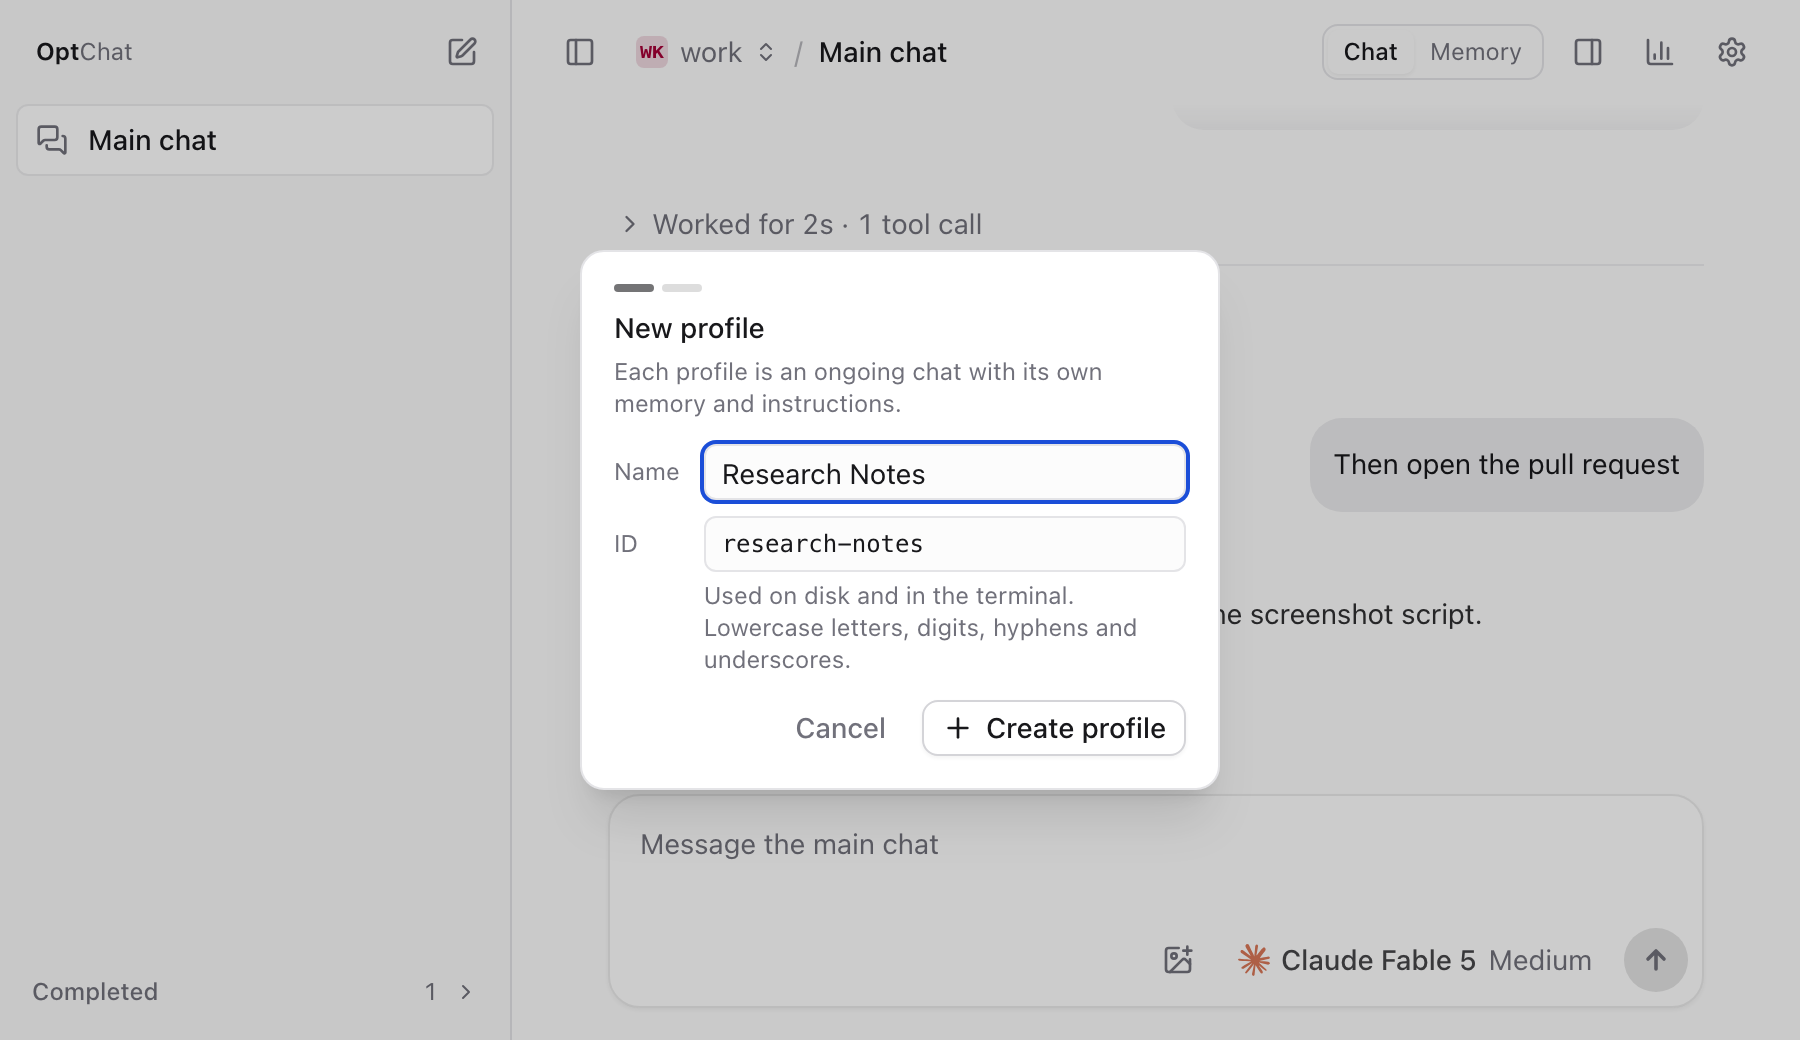 OptChat
WK work / Main chat
Chat Memory
Main chat
Worked for 2s · 1 tool call
New profile
Each profile is an ongoing chat with its own
memory and instructions.
Name Research Notes
ID research-notes
Used on disk and in the terminal.
Lowercase letters, digits, hyphens and
underscores.
Cancel + Create profile
Then open the pull request
screenshot script.
Message the main chat
Claude Fable 5 Medium
Completed 1